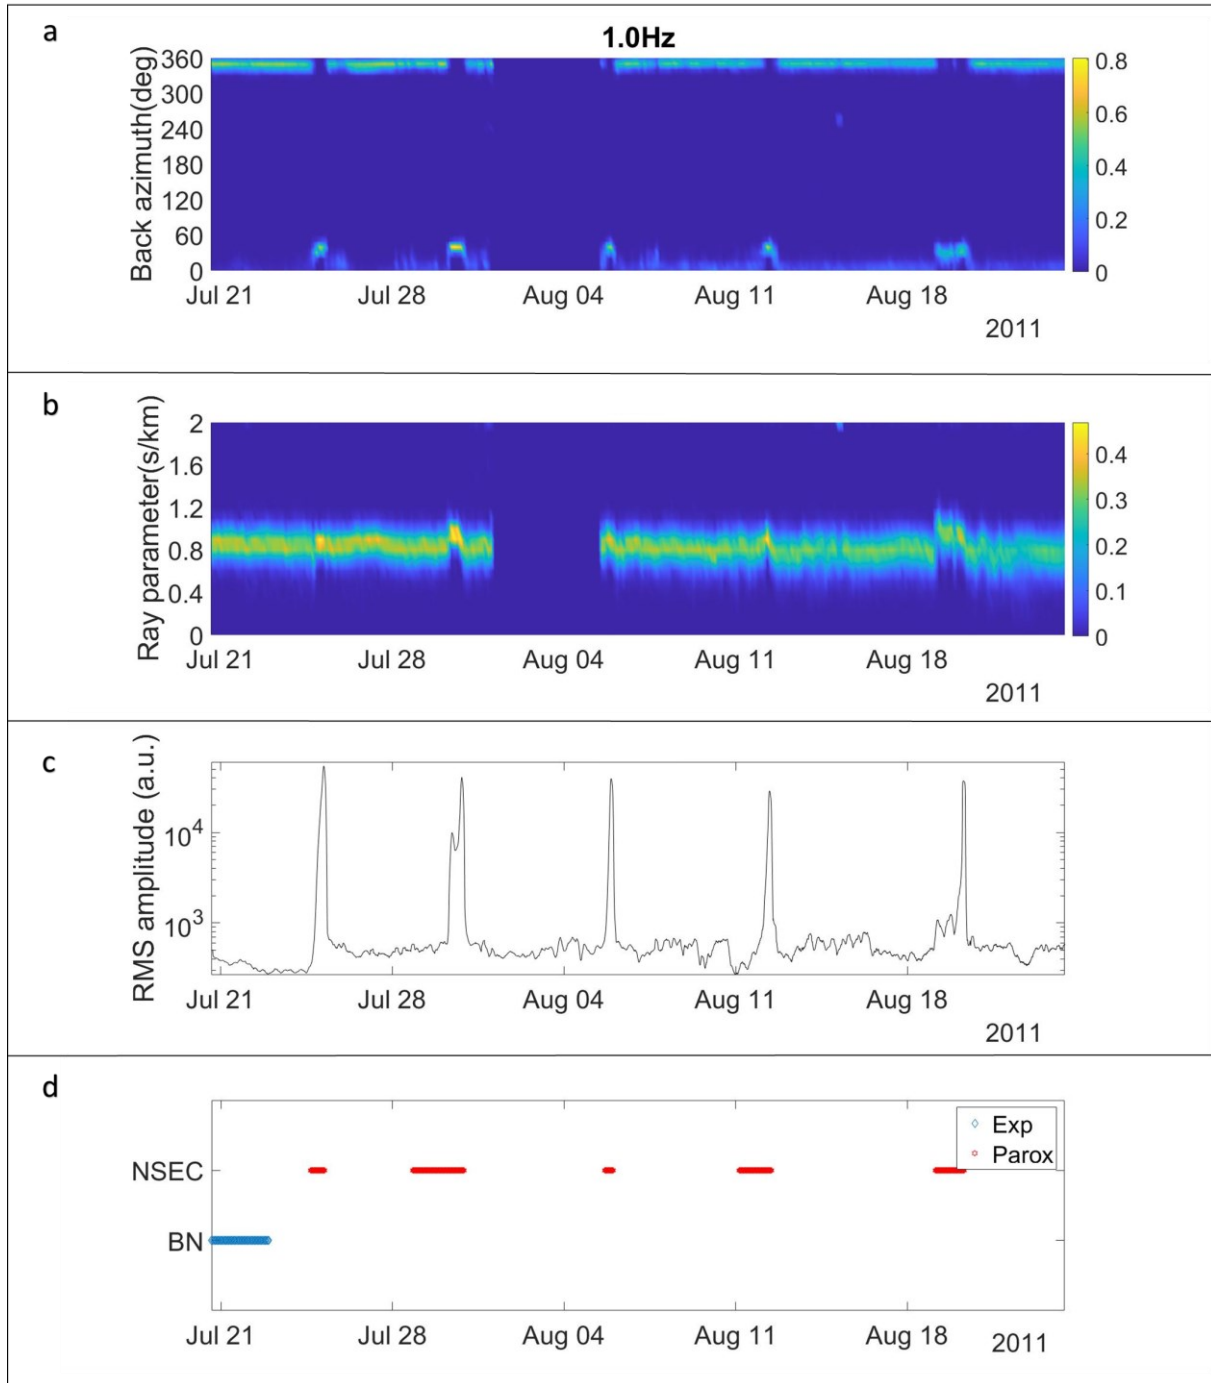 a
1.0Hz
Back azimuth(deg)
360
300
240
180
120
60
0
0.8
0.6
0.4
0.2
0
Jul 21 Jul 28 Aug 04 Aug 11 Aug 18
2011
b
Ray parameter(s/km)
2
1.6
1.2
0.8
0.4
0
0.4
0.3
0.2
0.1
0
Jul 21 Jul 28 Aug 04 Aug 11 Aug 18
2011
c
RMS amplitude (a.u.)
10^4
10^3
Jul 21 Jul 28 Aug 04 Aug 11 Aug 18
2011
d
NSEC
BN
Exp
Parox
Jul 21 Jul 28 Aug 04 Aug 11 Aug 18
2011